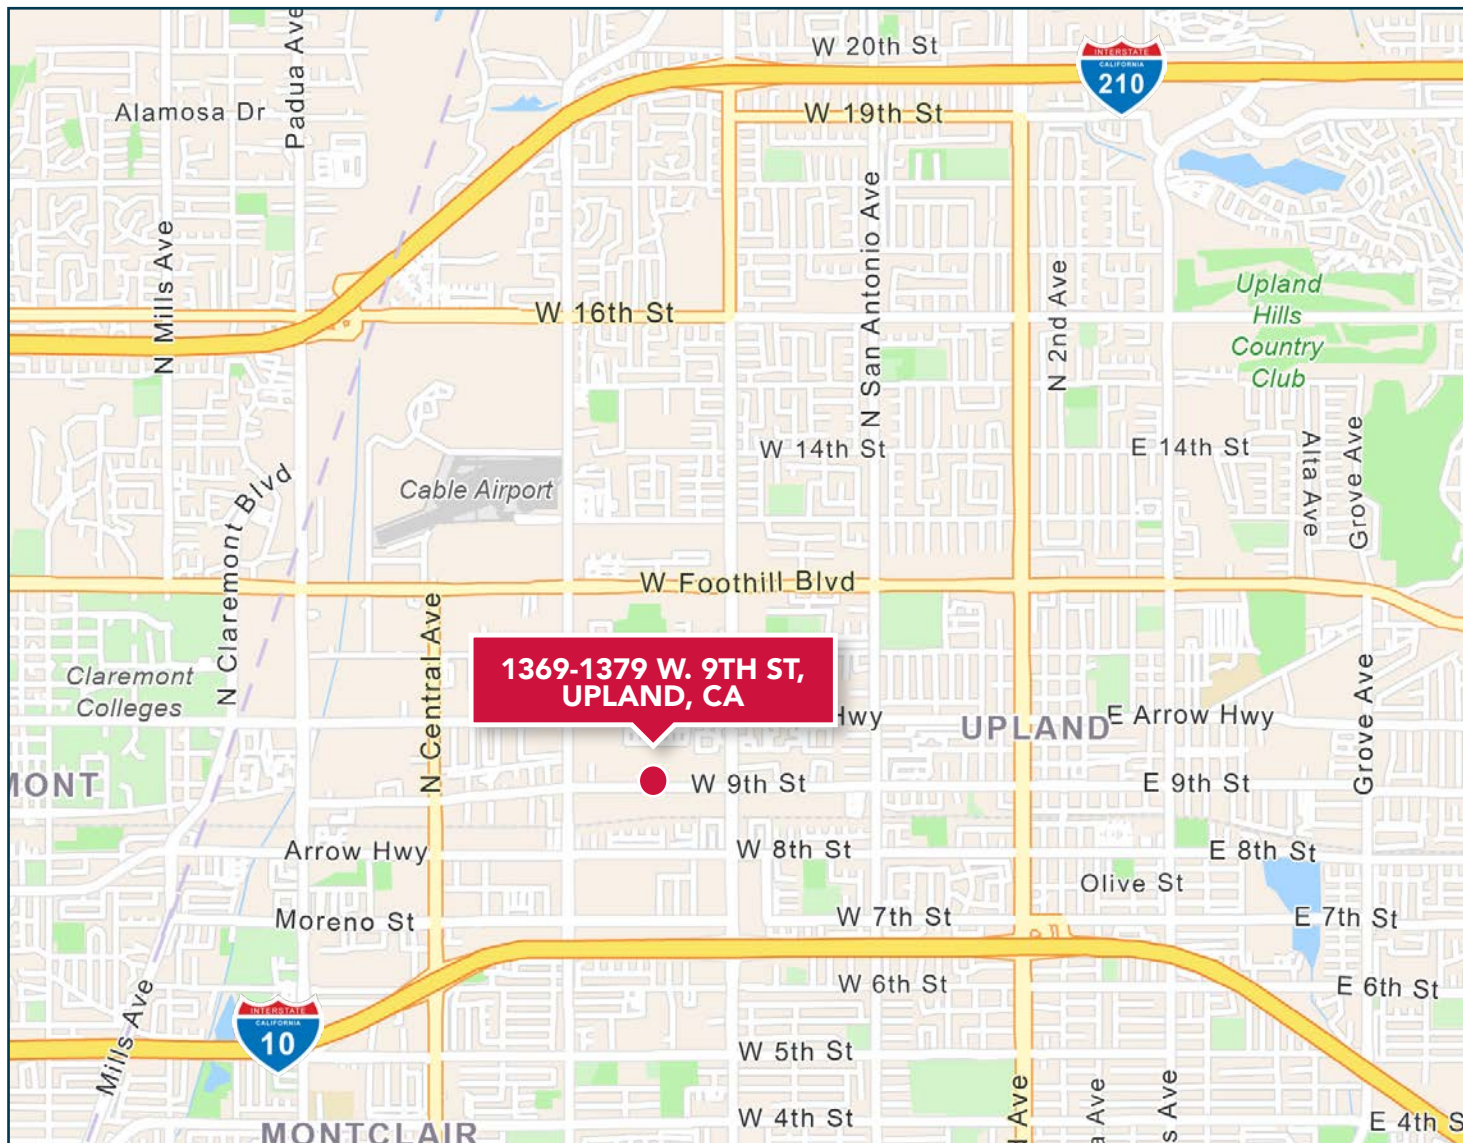 W 20th St
INTERSTATE
CALIFORNIA
210
Alamosa Dr
Padua Ave
W 19th St
N Mills Ave
N San Antonio Ave
N 2nd Ave
Upland
Hills
Country
Club
W 16th St
W 14th St
E 14th St
Alta Ave
Grove Ave
Cable Airport
N Claremont Blvd
W Foothill Blvd
N Central Ave
1369-1379 W. 9TH ST,
UPLAND, CA
Claremont
Colleges
Hwy
UPLAND
E Arrow Hwy
Grove Ave
MONT
W 9th St
E 9th St
Arrow Hwy
W 8th St
E 8th St
Olive St
Moreno St
W 7th St
E 7th St
W 6th St
E 6th St
Mills Ave
INTERSTATE
CALIFORNIA
10
W 5th St
Ave
a Ave
s Ave
W 4th St
E 4th S
MONTCLAIR